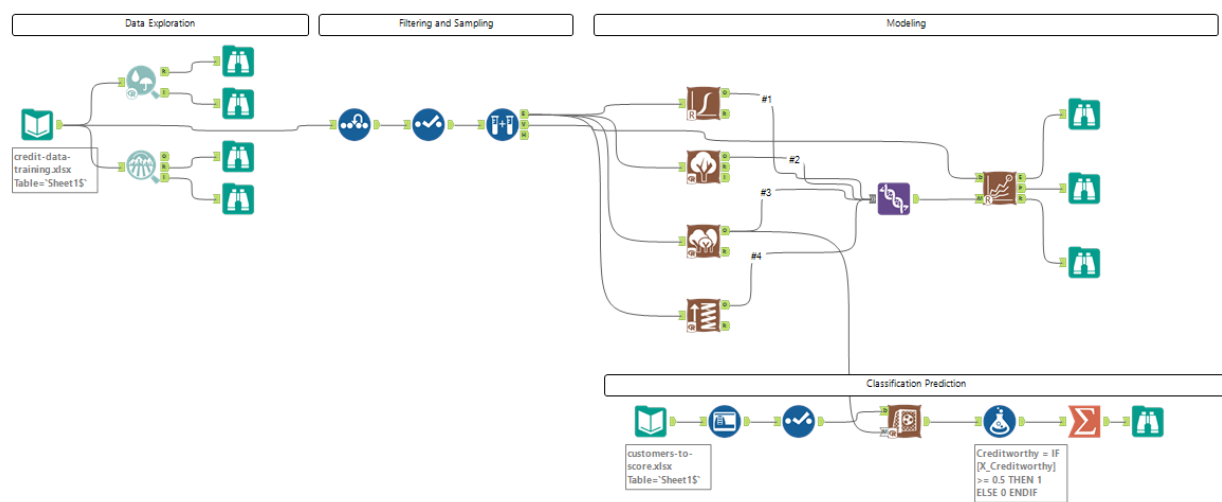 Data Exploration
Filtering and Sampling
Modeling
#1
#2
#3
#4
credit-data-
training.xlsx
Table=`Sheet1$`
Classification Prediction
customers-to-
score.xlsx
Table=`Sheet1$`
Creditworthy = IF
[X_Creditworthy]
>= 0.5 THEN 1
ELSE 0 ENDIF